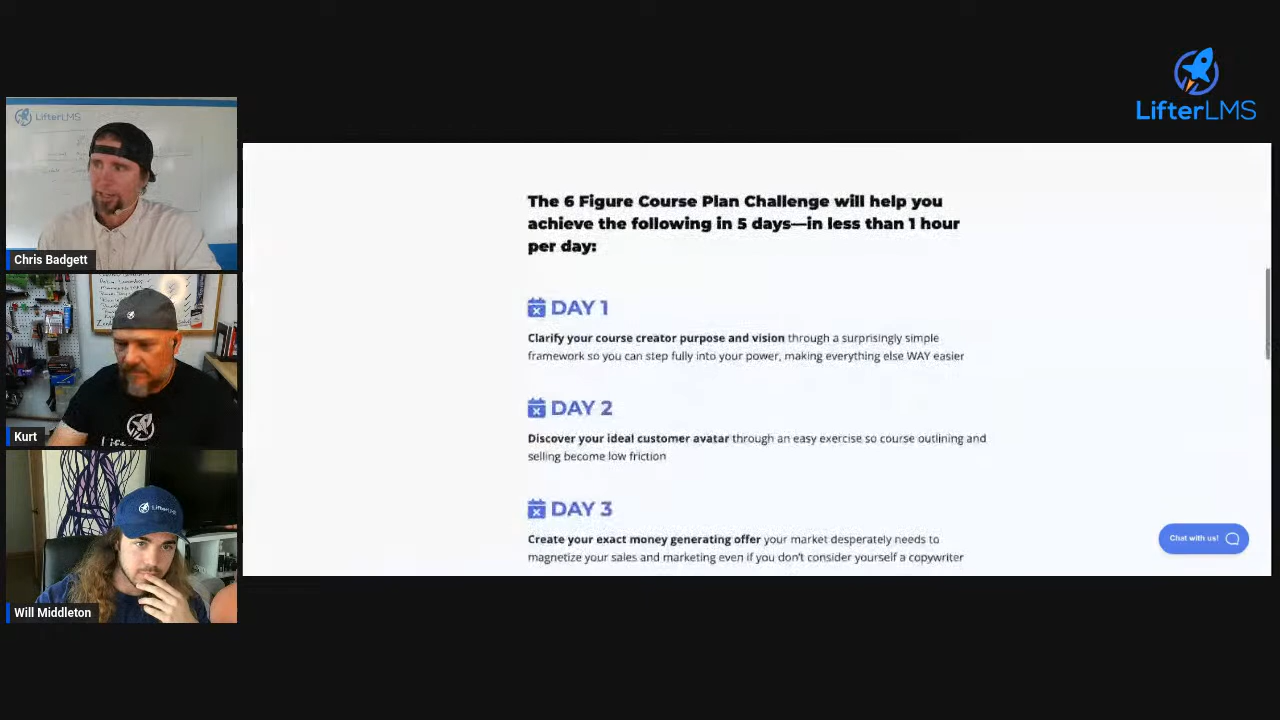 LifterLMS
LifterLMS
Chris Badgett
Kurt
LifterLMS
Will Middleton
The 6 Figure Course Plan Challenge will help you
achieve the following in 5 days—in less than 1 hour
per day:
DAY 1
Clarify your course creator purpose and vision through a surprisingly simple
framework so you can step fully into your power, making everything else WAY easier
DAY 2
Discover your ideal customer avatar through an easy exercise so course outlining and
selling become low friction
DAY 3
Create your exact money generating offer your market desperately needs to
magnetize your sales and marketing even if you don't consider yourself a copywriter
Chat with us!